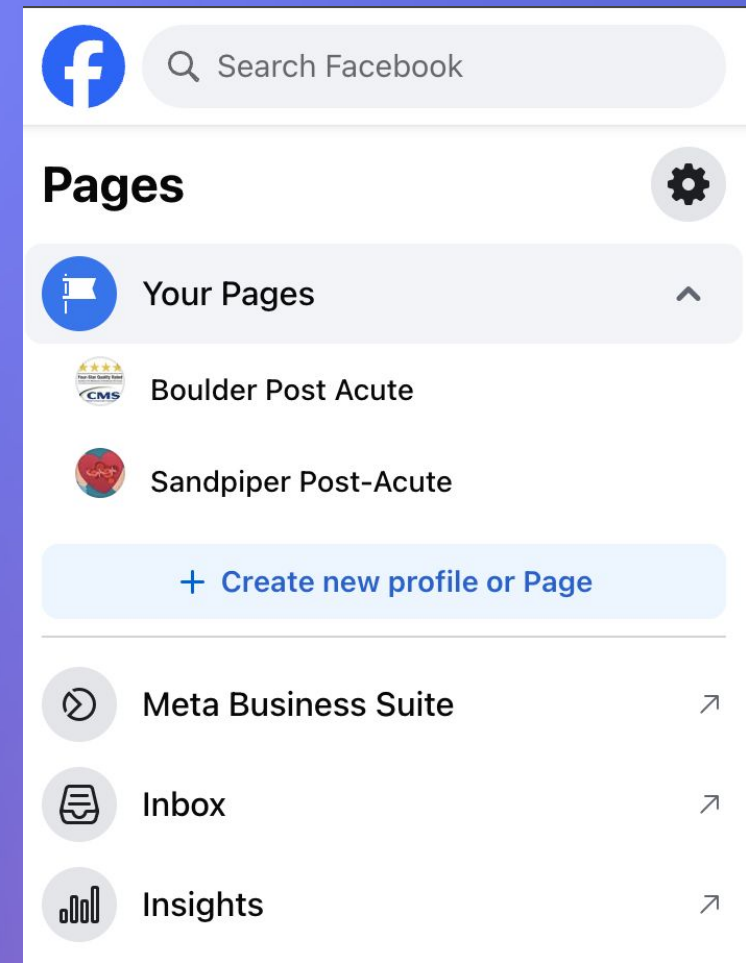 Search Facebook
Pages
Your Pages
CMS
Boulder Post Acute
Sandpiper Post-Acute
+ Create new profile or Page
Meta Business Suite
Inbox
Insights